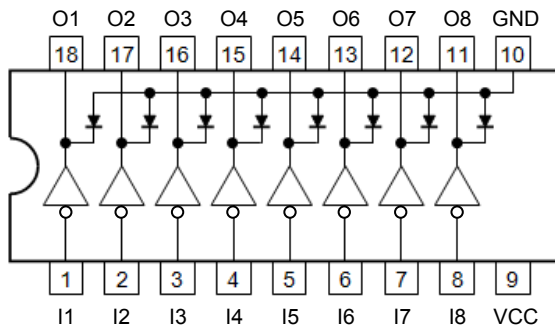 O1 O2 O3 O4 O5 O6 O7 O8 GND
18 17 16 15 14 13 12 11 10
1 2 3 4 5 6 7 8 9
I1 I2 I3 I4 I5 I6 I7 I8 VCC